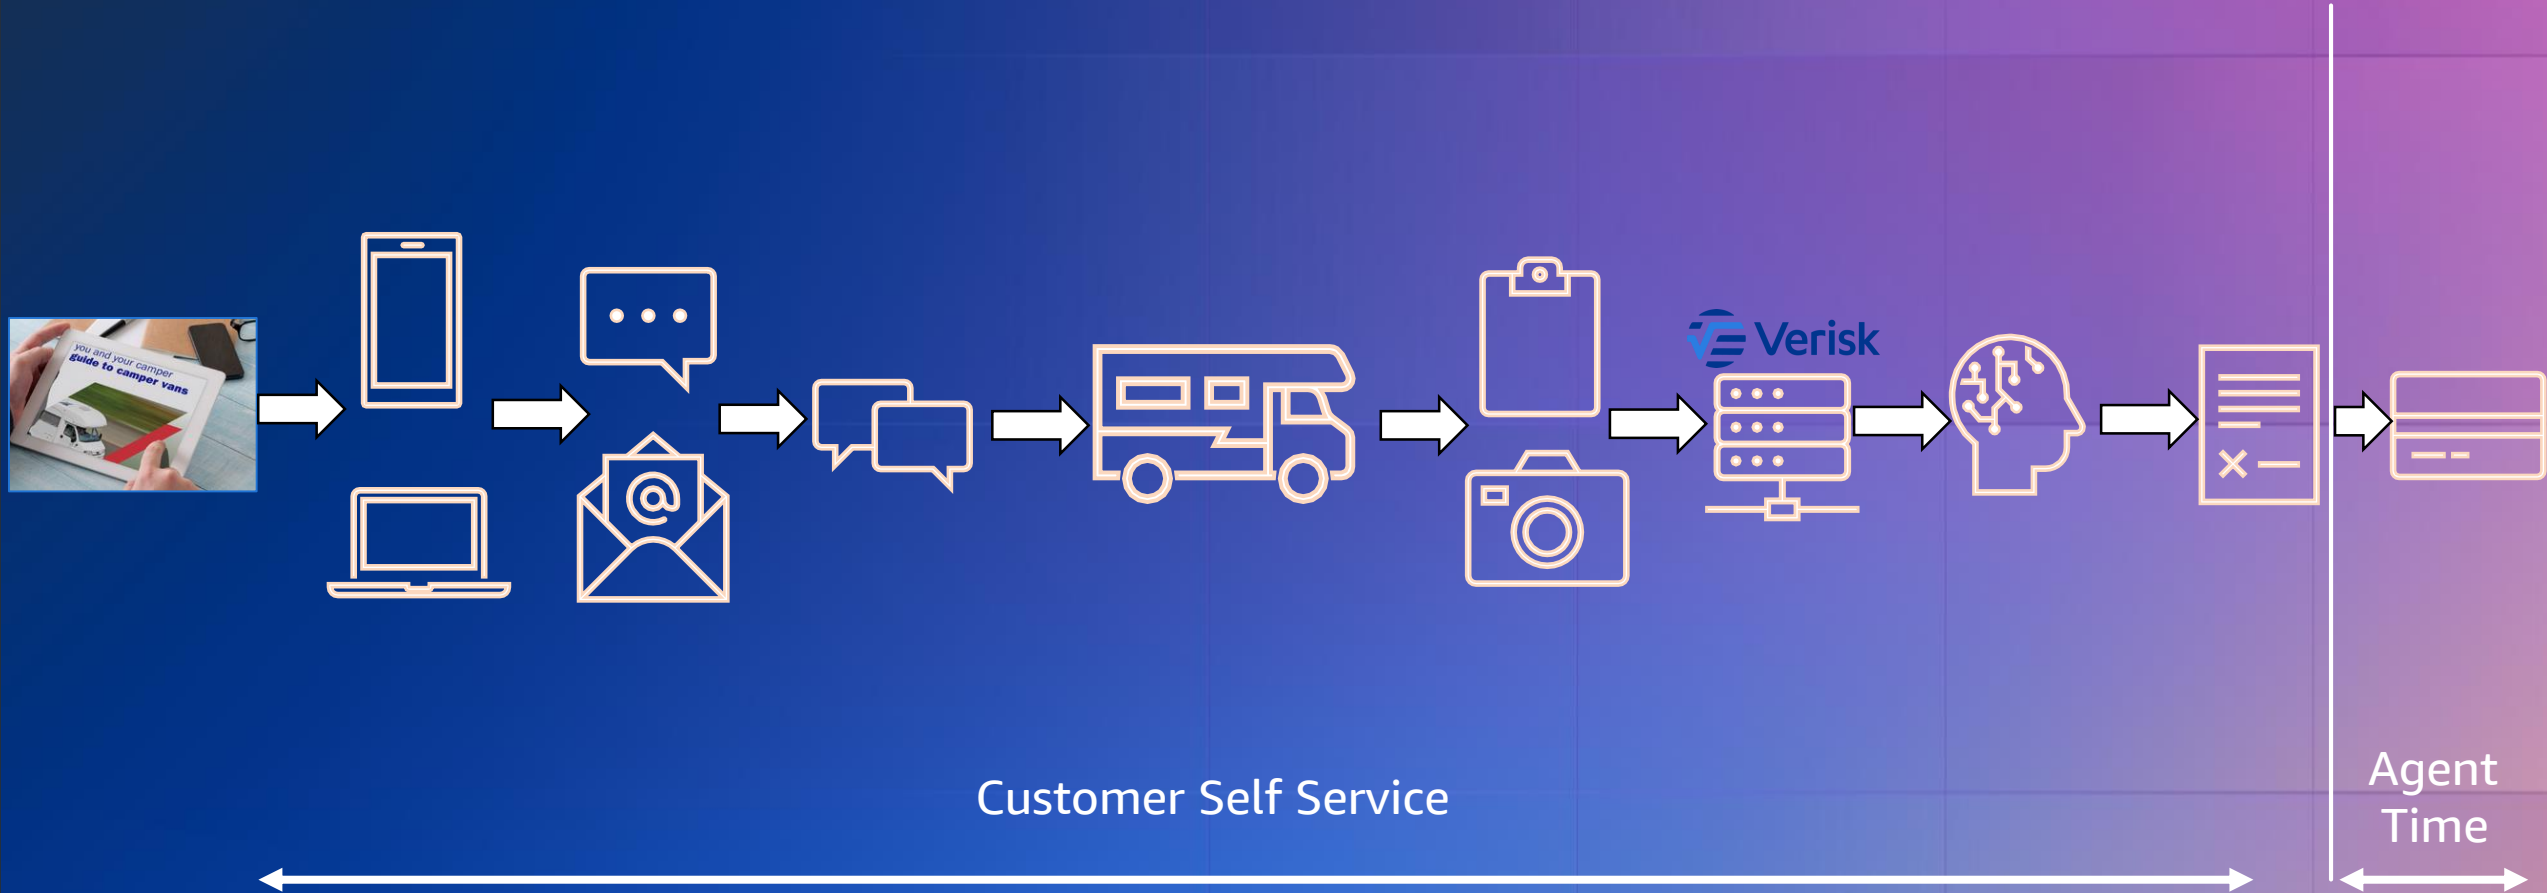 you and your camper
guide to camper vans
Verisk
Customer Self Service
Agent
Time